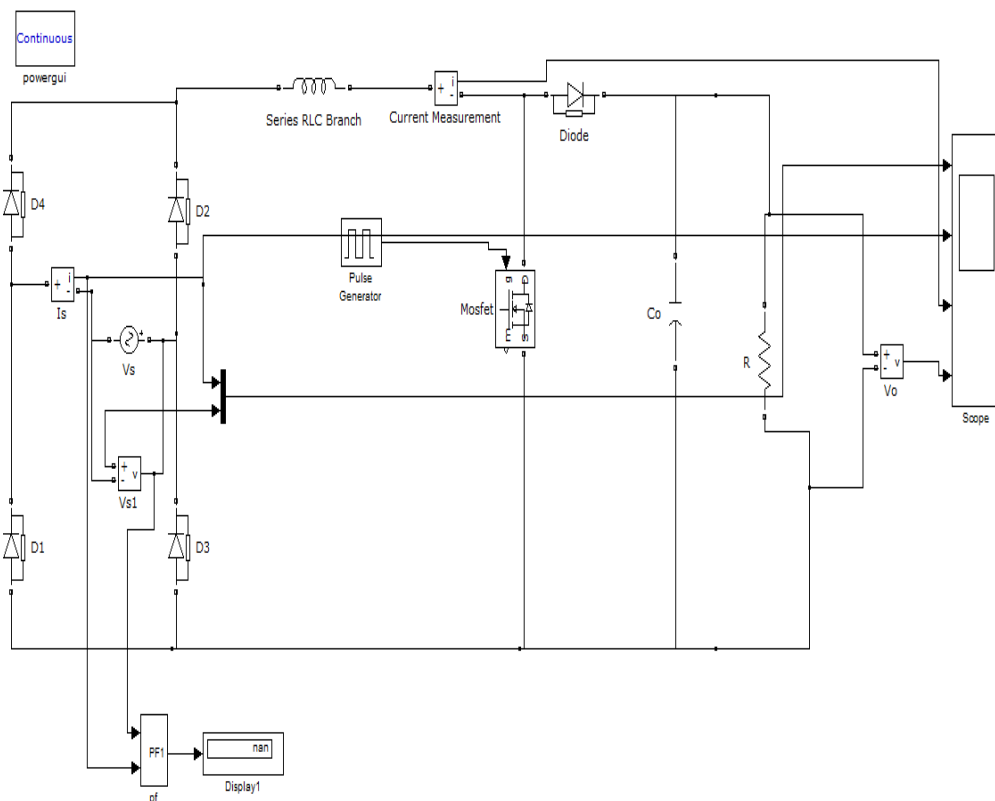 Continuous
powergui
Series RLC Branch
Current Measurement
Diode
D4
D2
Is
Pulse
Generator
Mosfet
Vs
Co
R
Vo
Scope
Vs1
D1
D3
PF1
nan
pf
Display1